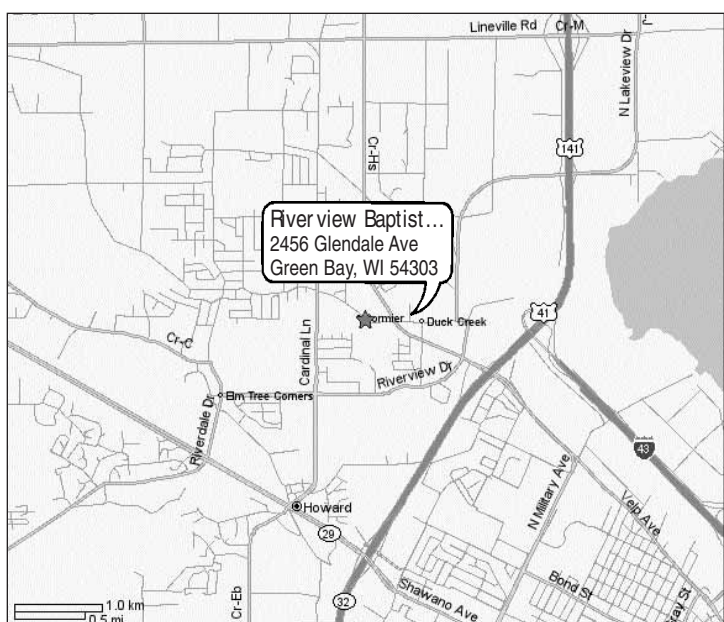 Lineville Rd
Cr-M
N Lakeview Dr
141
Cr-Hs
River view Baptist...
2456 Glendale Ave
Green Bay, WI 54303
41
Duck Creek
Cr-C
Cardinal Ln
Riverview Dr
Elm Tree Corners
Riverdale Dr
43
N Military Ave
Velp Ave
Howard
29
Shawano Ave
Bond St
32
Cr-Eb
1.0 km
0.5 mi